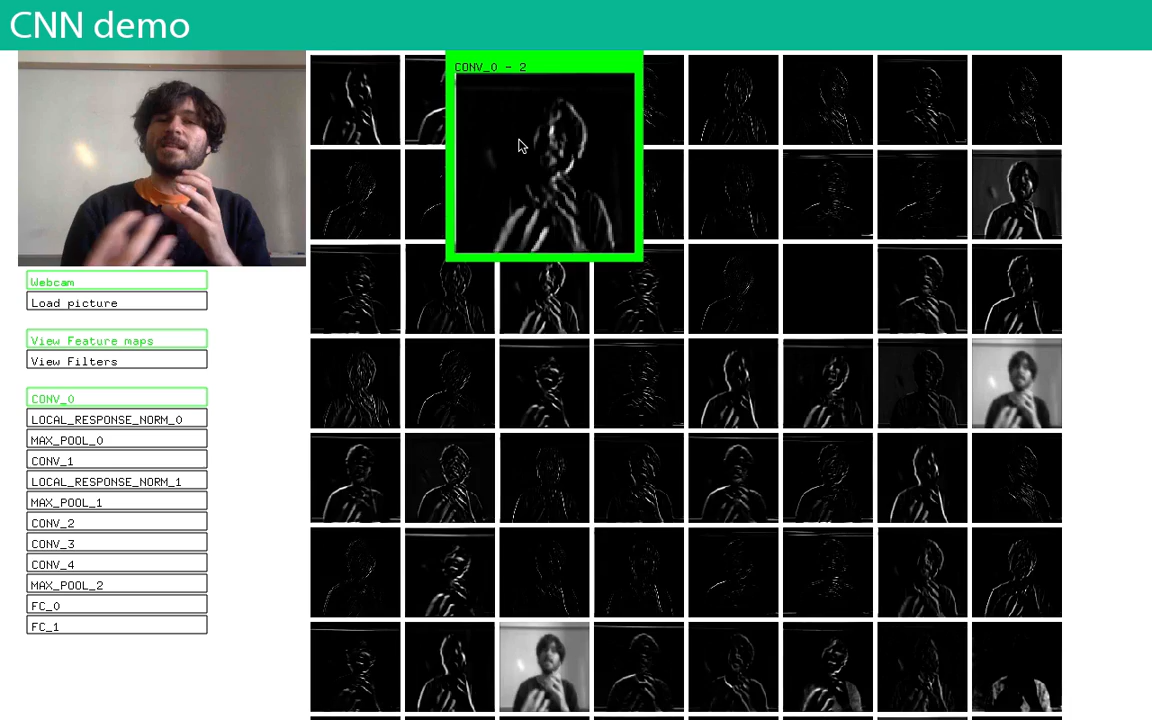 CNN demo
CONV_0 - 2
Webcam
Load picture
View Feature maps
View Filters
CONV_0
LOCAL_RESPONSE_NORM_0
MAX_POOL_0
CONV_1
LOCAL_RESPONSE_NORM_1
MAX_POOL_1
CONV_2
CONV_3
CONV_4
MAX_POOL_2
FC_0
FC_1